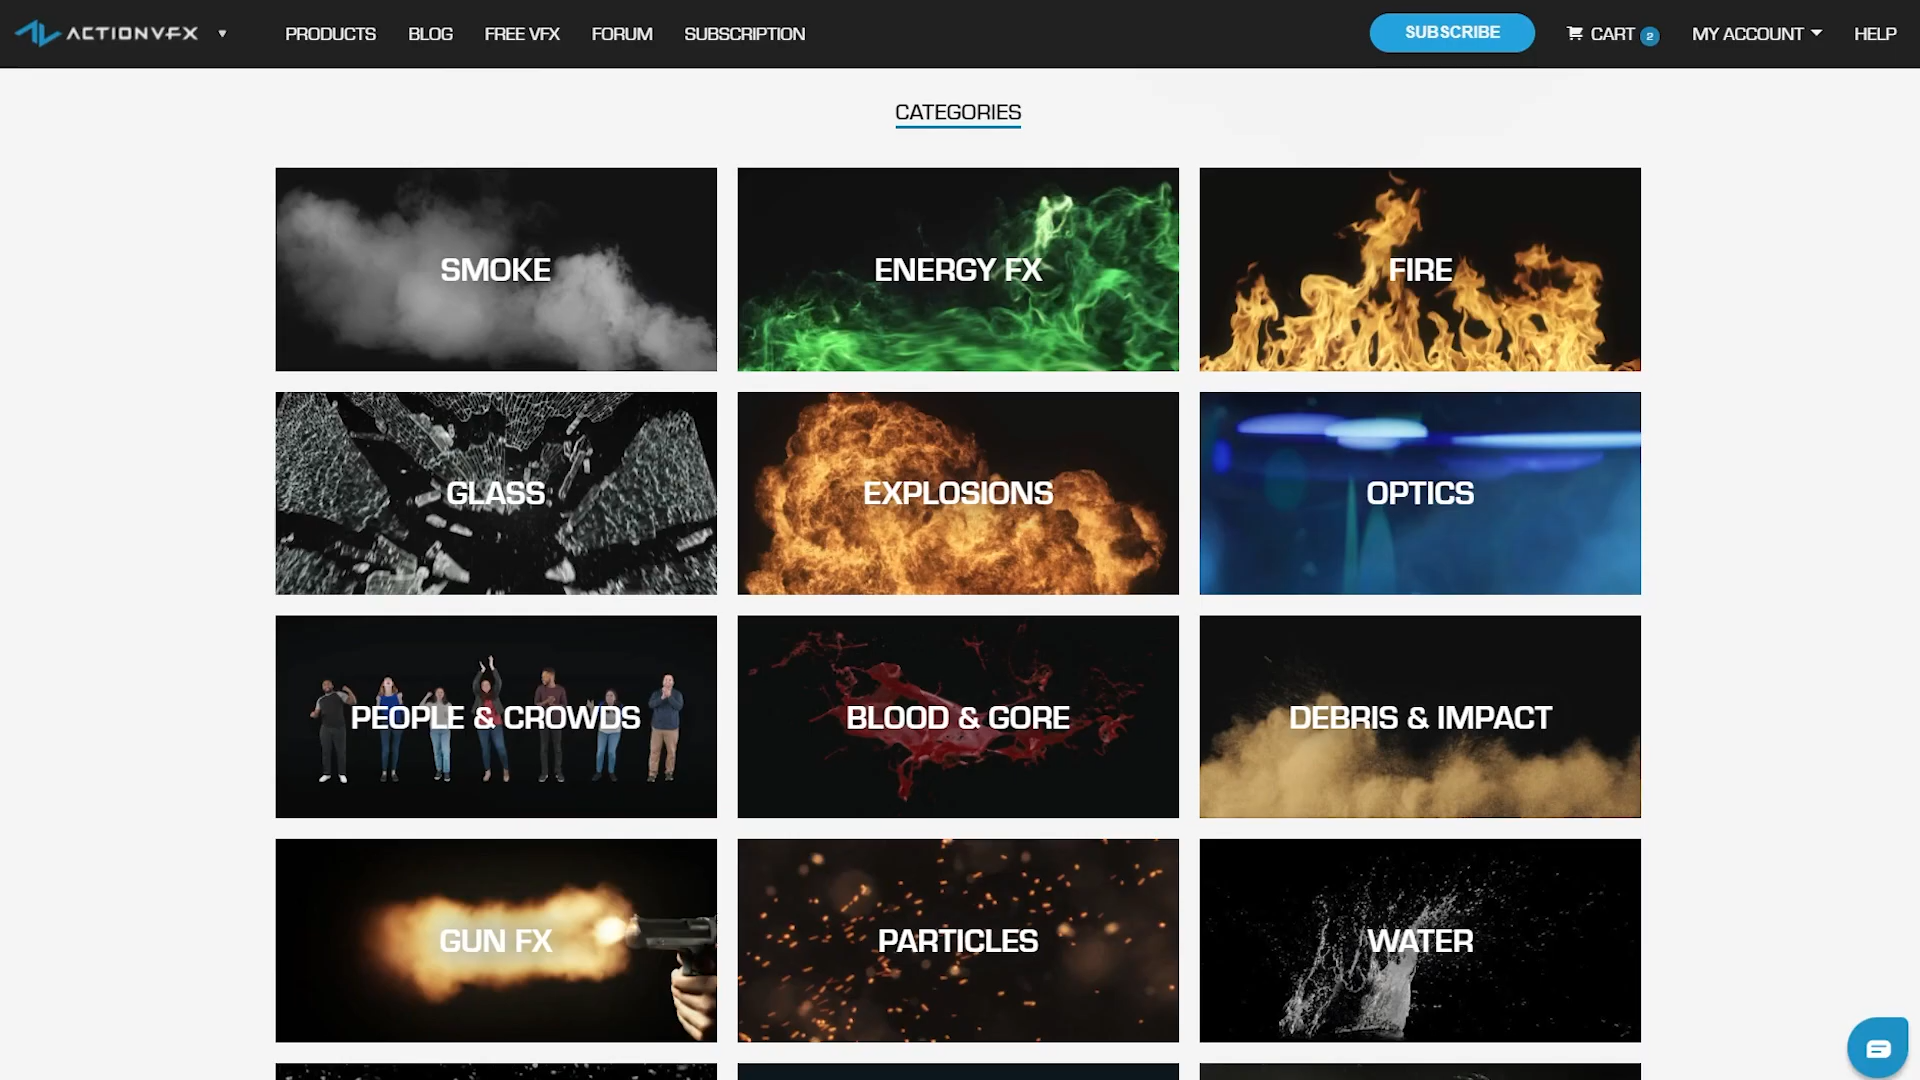 ACTIONVFX
PRODUCTS
BLOG
FREE VFX
FORUM
SUBSCRIPTION
SUBSCRIBE
CART 2
MY ACCOUNT
HELP
CATEGORIES
SMOKE
ENERGY FX
FIRE
GLASS
EXPLOSIONS
OPTICS
PEOPLE & CROWDS
BLOOD & GORE
DEBRIS & IMPACT
GUN FX
PARTICLES
WATER